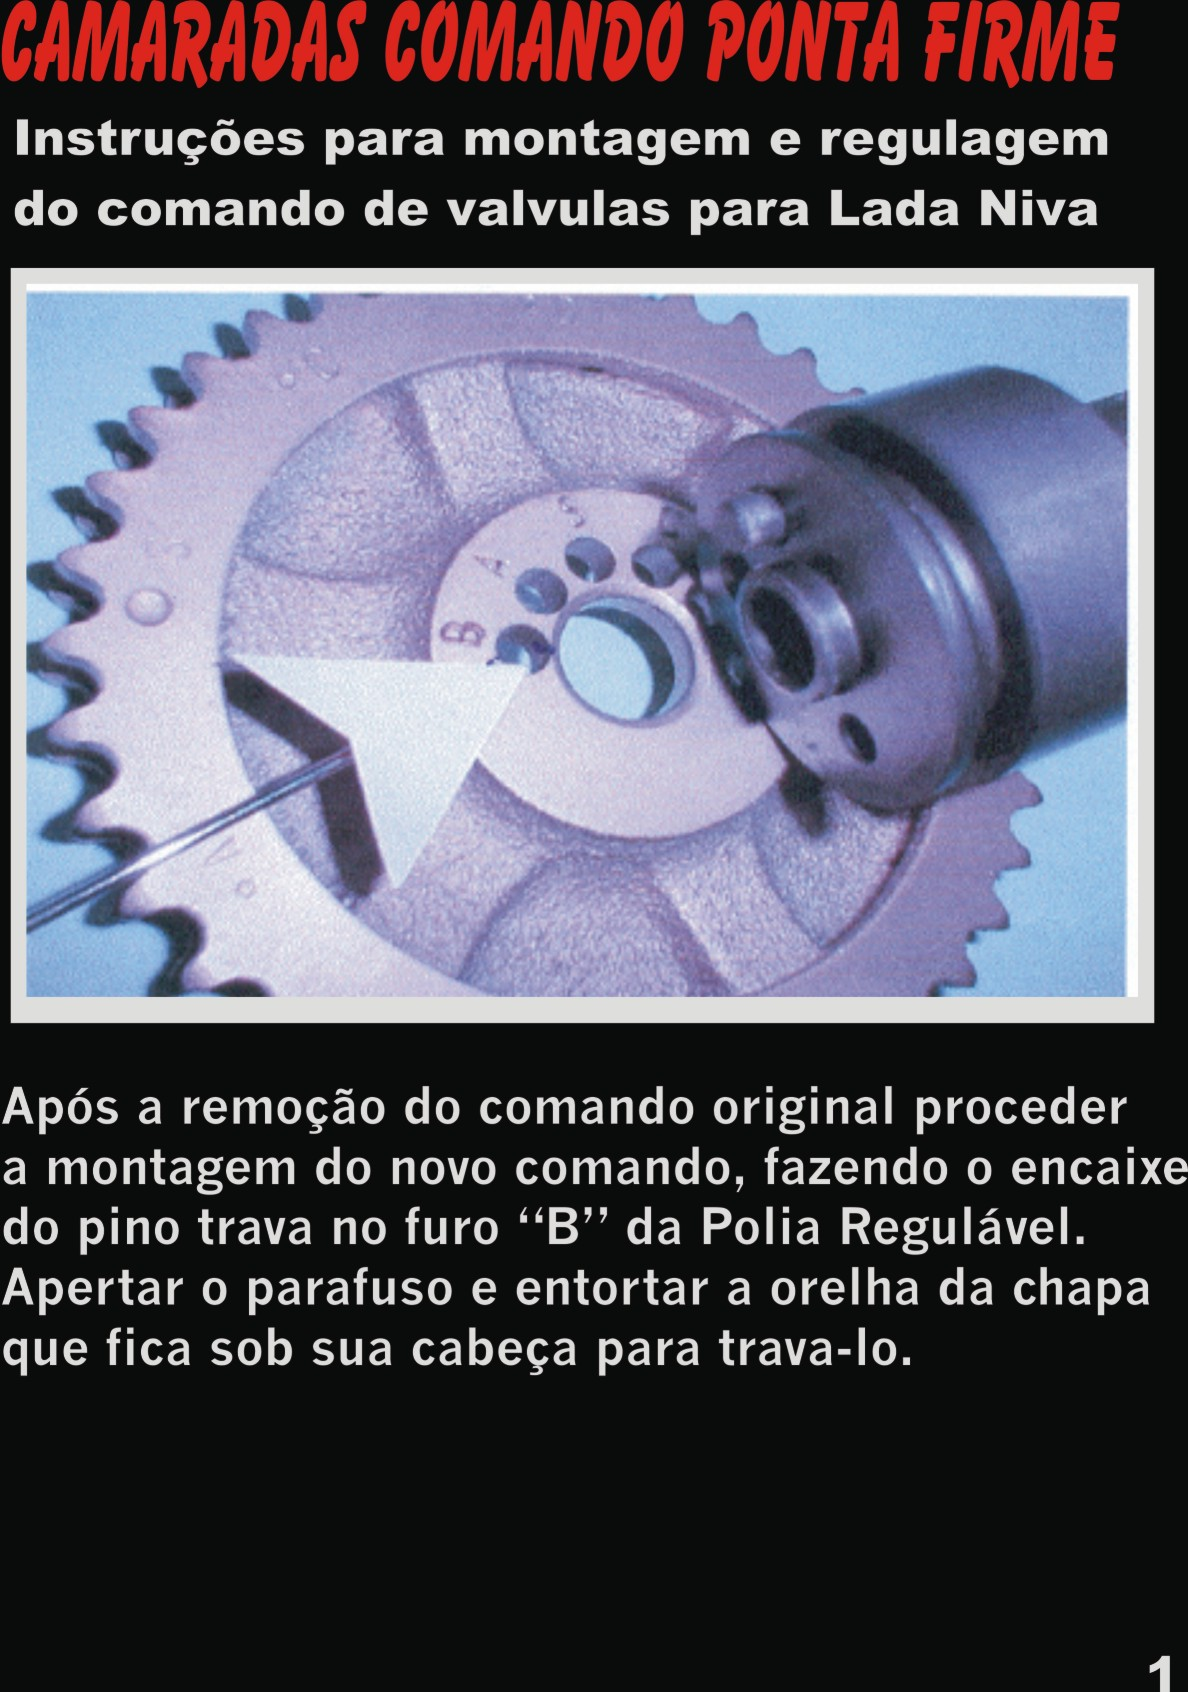 CAMARADAS COMANDO PONTA FIRME
Instruções para montagem e regulagem
do comando de valvulas para Lada Niva
S
A
B
Após a remoção do comando original proceder
a montagem do novo comando, fazendo o encaixe
do pino trava no furo “B” da Polia Regulável.
Apertar o parafuso e entortar a orelha da chapa
que fica sob sua cabeça para trava-lo.
1